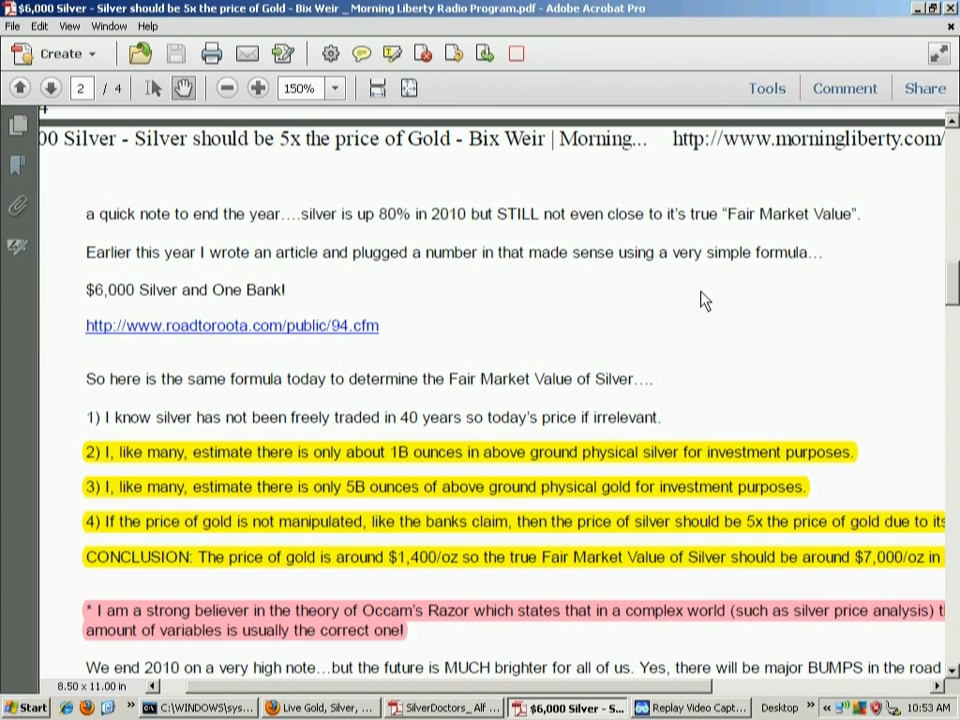 $6,000 Silver - Silver should be 5x the price of Gold - Bix Weir _ Morning Liberty Radio Program.pdf - Adobe Acrobat Pro
File Edit View Window Help
Create
2 / 4 150% Tools Comment Share
00 Silver - Silver should be 5x the price of Gold - Bix Weir | Morning... http://www.morningliberty.com/
a quick note to end the year….silver is up 80% in 2010 but STILL not even close to it's true “Fair Market Value”.
Earlier this year I wrote an article and plugged a number in that made sense using a very simple formula…
$6,000 Silver and One Bank!
http://www.roadtoroota.com/public/94.cfm
So here is the same formula today to determine the Fair Market Value of Silver….
1) I know silver has not been freely traded in 40 years so today's price if irrelevant.
2) I, like many, estimate there is only about 1B ounces in above ground physical silver for investment purposes.
3) I, like many, estimate there is only 5B ounces of above ground physical gold for investment purposes.
4) If the price of gold is not manipulated, like the banks claim, then the price of silver should be 5x the price of gold due to its
CONCLUSION: The price of gold is around $1,400/oz so the true Fair Market Value of Silver should be around $7,000/oz in
* I am a strong believer in the theory of Occam's Razor which states that in a complex world (such as silver price analysis) t
amount of variables is usually the correct one!
We end 2010 on a very high note…but the future is MUCH brighter for all of us. Yes, there will be major BUMPS in the road
8.50 x 11.00 in
Start » C:\WINDOWS\sys... Live Gold, Silver, ... SilverDoctors_ Alf ... $6,000 Silver - S... Replay Video Capt... Desktop » « 10:53 AM